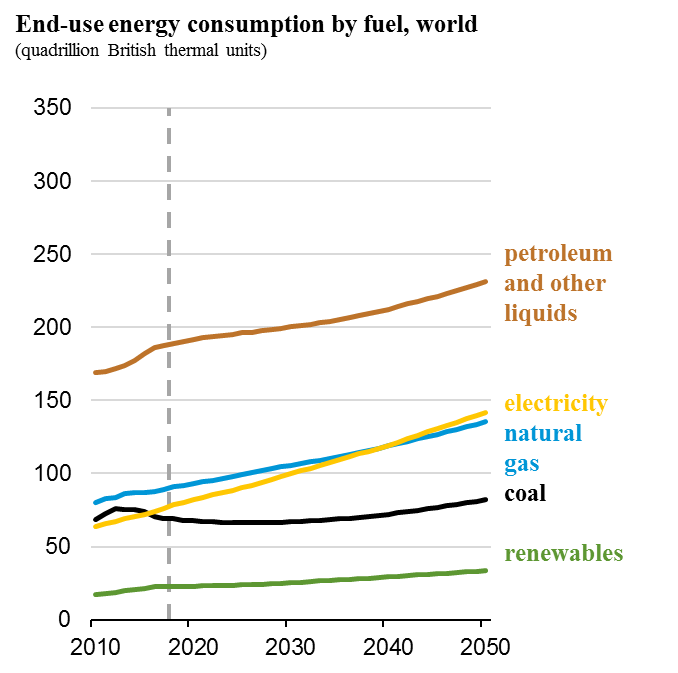 End-use energy consumption by fuel, world
(quadrillion British thermal units)
350
300
250
200
150
100
50
0
2010 2020 2030 2040 2050
petroleum
and other
liquids
electricity
natural
gas
coal
renewables